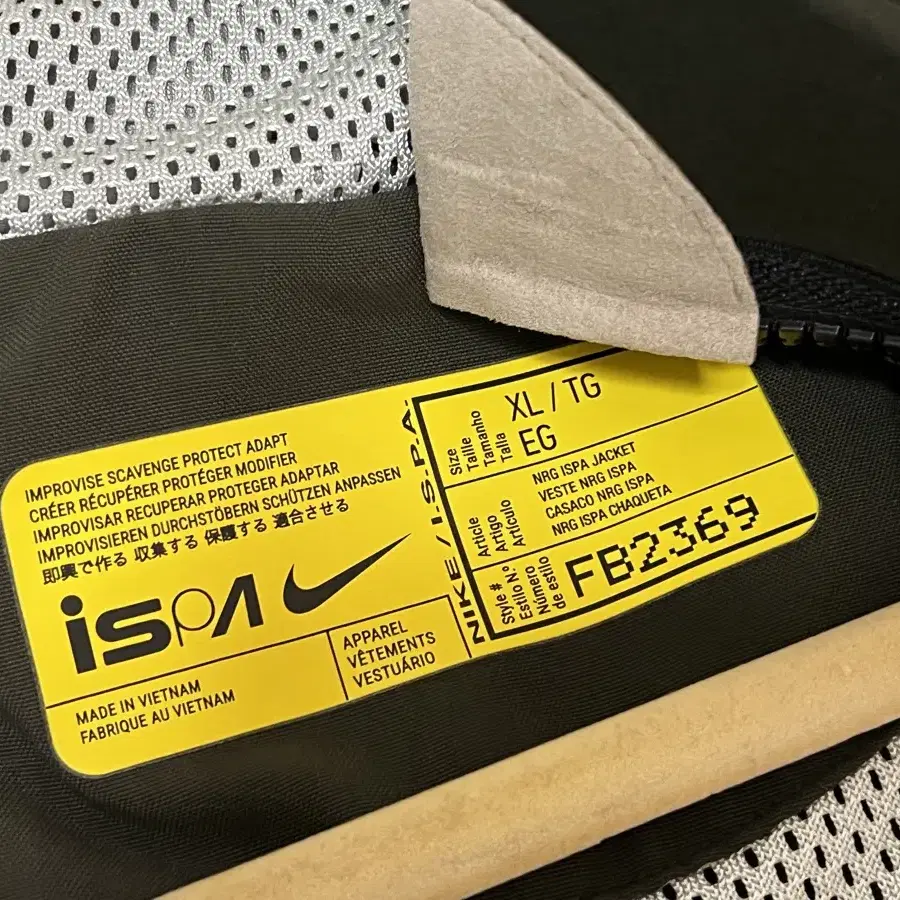 IMPROVISE SCAVENGE PROTECT ADAPT
CRÉER RÉCUPÉRER PROTÉGER MODIFIER
IMPROVISAR RECUPERAR PROTEGER ADAPTAR
IMPROVISIEREN DURCHSTÖBERN SCHÜTZEN ANPASSEN
即興で作る 収集する 保護する 適合させる
ISPA
MADE IN VIETNAM
FABRIQUE AU VIETNAM
APPAREL
VÊTEMENTS
VESTUÁRIO
NIKE / I.S.P.A.
Size
Taille
Tamanho
Talla
XL / TG
EG
Article
Artigo
Artículo
NRG ISPA JACKET
VESTE NRG ISPA
CASACO NRG ISPA
NRG ISPA CHAQUETA
Style #
Estilo N.º
Número
de estilo
FB2369